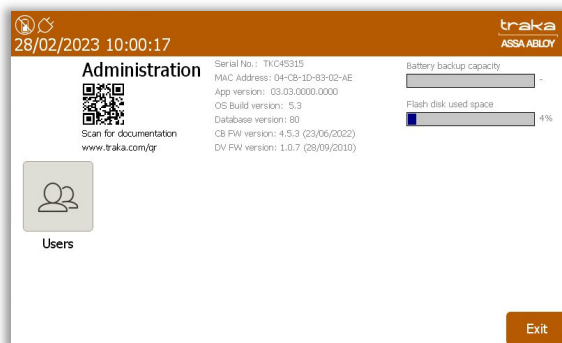 traka
28/02/2023 10:00:17
ASSA ABLOY
Administration
Scan for documentation
www.traka.com/qr
Serial No.: TKC45315
MAC Address: 04-CB-1D-83-02-AE
App version: 03.03.0000.0000
OS Build version: 5.3
Database version: 80
CB FW version: 4.5.3 (23/06/2022)
DV FW version: 1.0.7 (28/09/2010)
Battery backup capacity
-
Flash disk used space
4%
Users
Exit